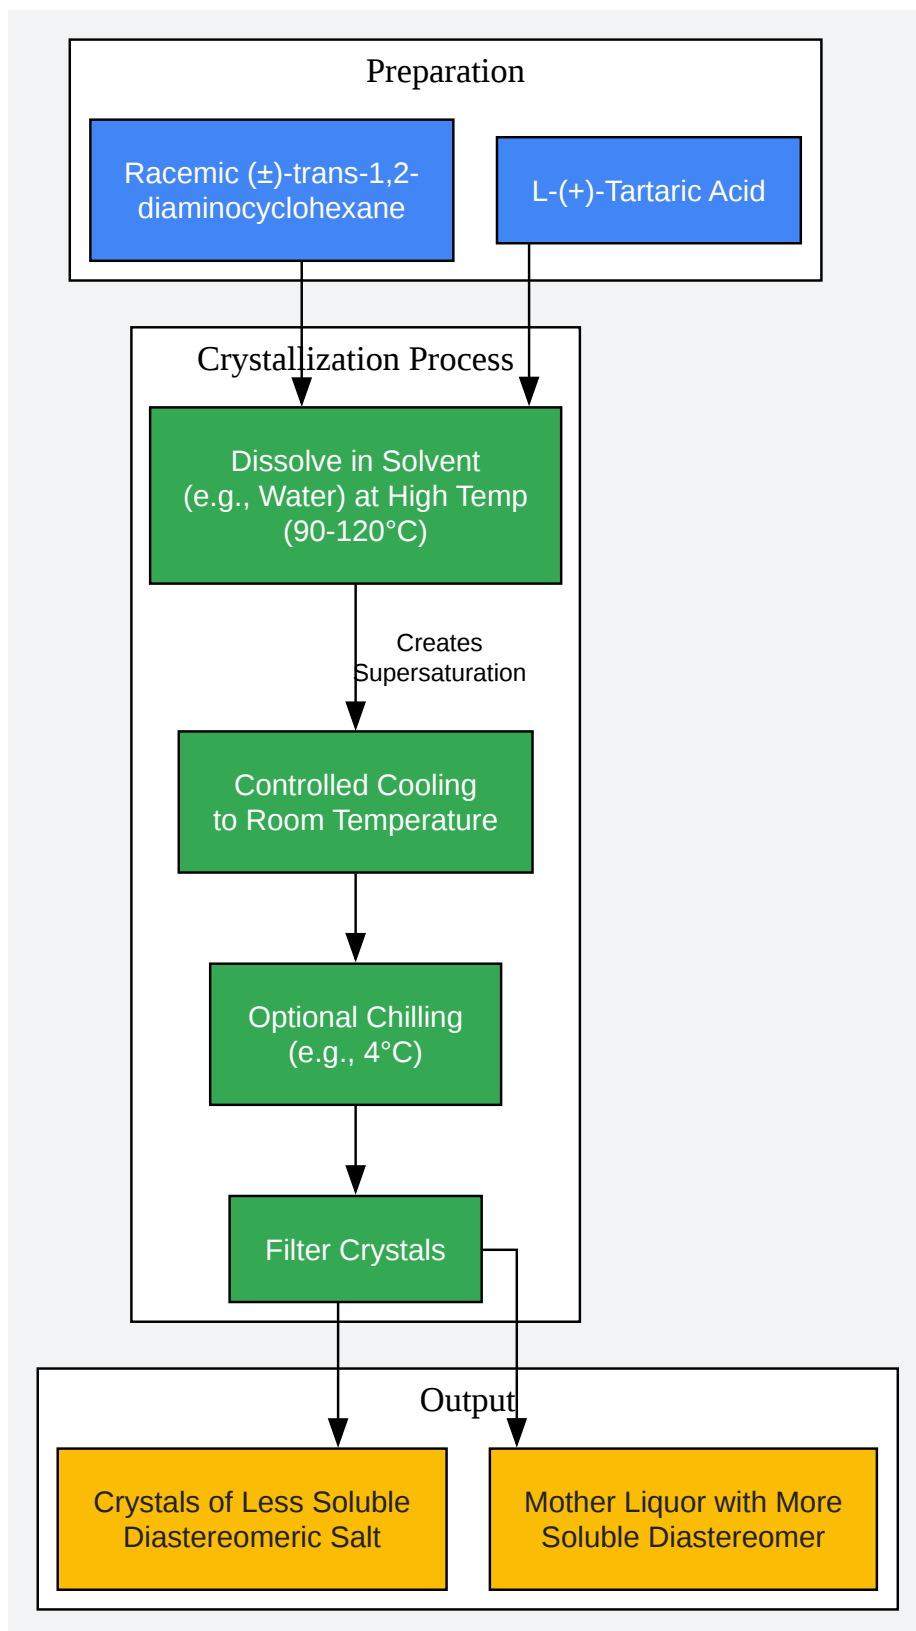 Preparation
Racemic (±)-trans-1,2-
diaminocyclohexane
L-(+)-Tartaric Acid
Crystallization Process
Dissolve in Solvent
(e.g., Water) at High Temp
(90-120°C)
Creates
Supersaturation
Controlled Cooling
to Room Temperature
Optional Chilling
(e.g., 4°C)
Filter Crystals
Output
Crystals of Less Soluble
Diastereomeric Salt
Mother Liquor with More
Soluble Diastereomer